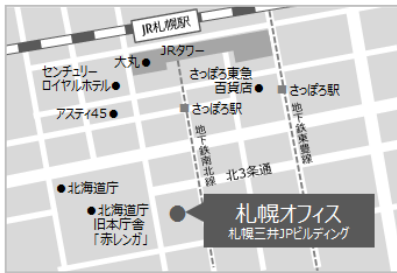 JR札幌駅
JRタワー
大丸
センチュリー
ロイヤルホテル
さっぽろ東急
百貨店
さっぽろ駅
アスティ45
さっぽろ駅
地下鉄南北線
地下鉄東豊線
北3条通
北海道庁
北海道庁
旧本庁舎
「赤レンガ」
札幌オフィス
札幌三井JPビルディング